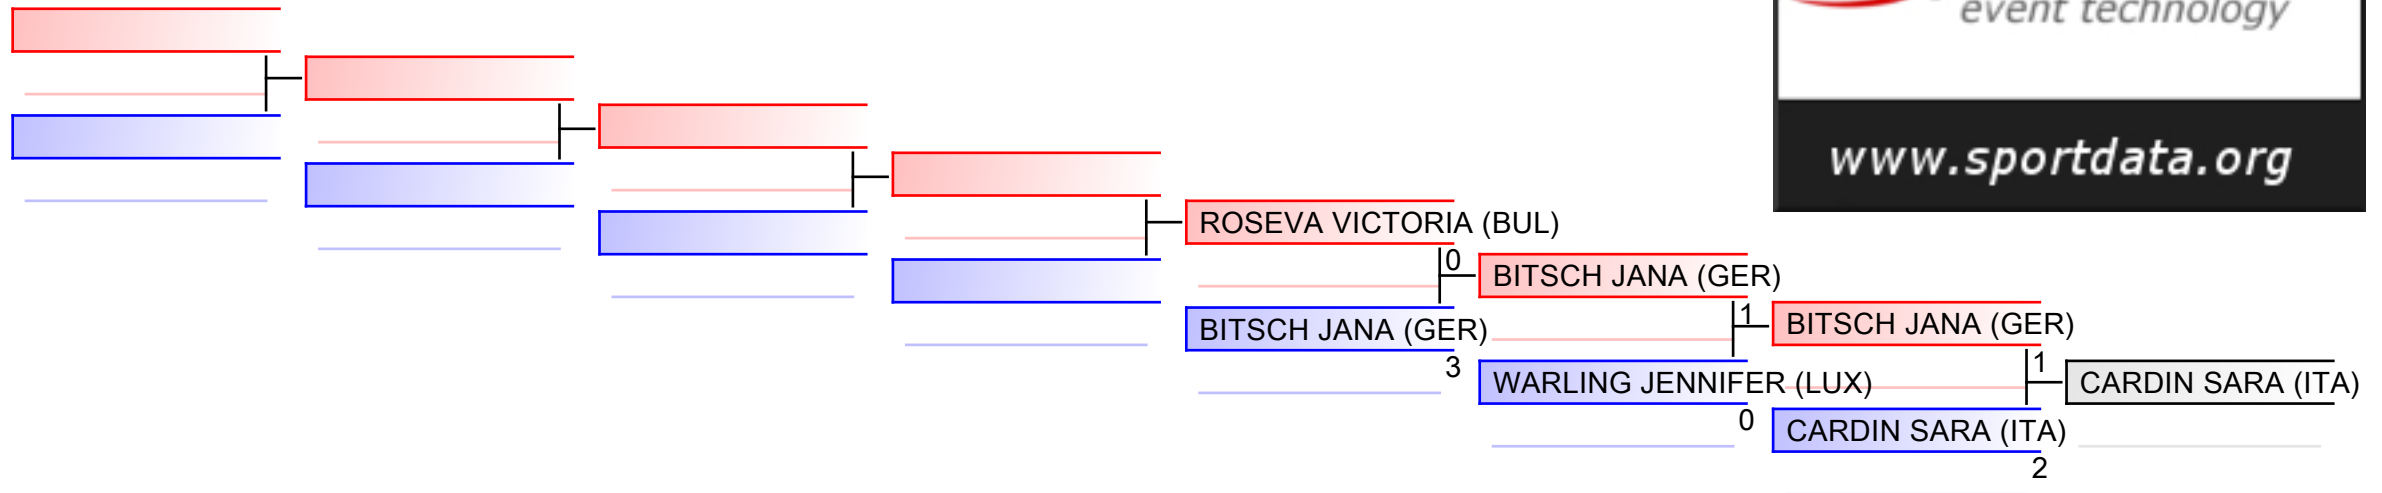 event technology
www.sportdata.org
ROSEVA VICTORIA (BUL)
0
BITSCH JANA (GER)
3
BITSCH JANA (GER)
1
WARLING JENNIFER (LUX)
0
BITSCH JANA (GER)
1
CARDIN SARA (ITA)
2
CARDIN SARA (ITA)